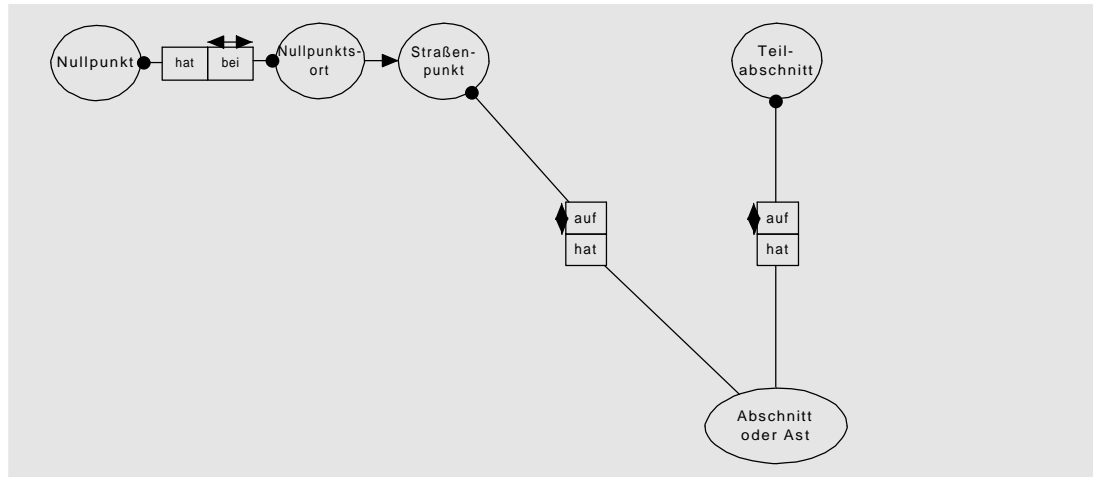 Nullpunkt
hat
bei
Nullpunkts-
ort
Straßen-
punkt
Teil-
abschnitt
auf
hat
auf
hat
Abschnitt
oder Ast